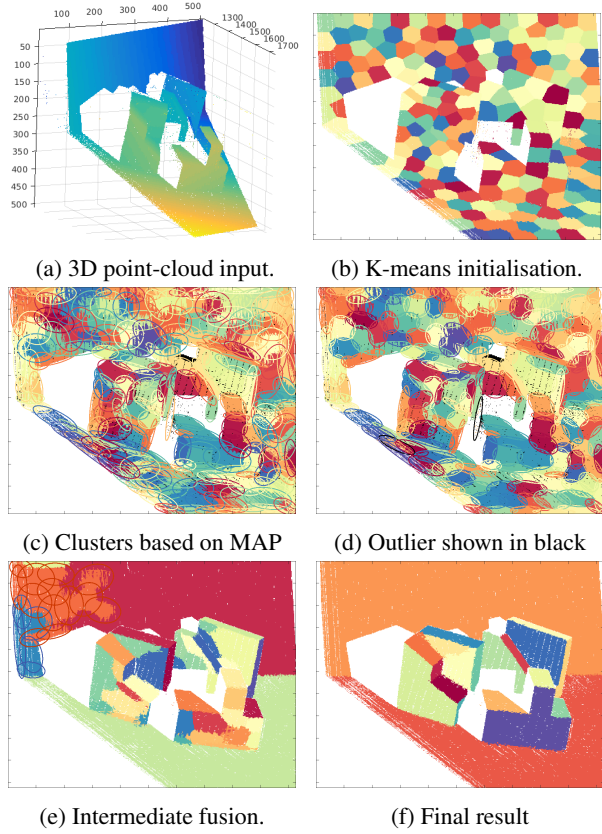 100 200 300 400 500
1300
1400
1500
1600
1700
50
100
150
200
250
300
350
400
450
500
(a) 3D point-cloud input.
(b) K-means initialisation.
(c) Clusters based on MAP
(d) Outlier shown in black
(e) Intermediate fusion.
(f) Final result